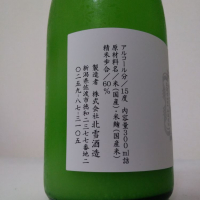 アルコール分/15度 内容量300ml詰
原材料名/米(国産)・米麹(国産米)
精米歩合/60%
製造者 株式会社 北雪酒造
新潟県佐渡市徳和二三七七番地二
〇二五九・八七・三一〇五